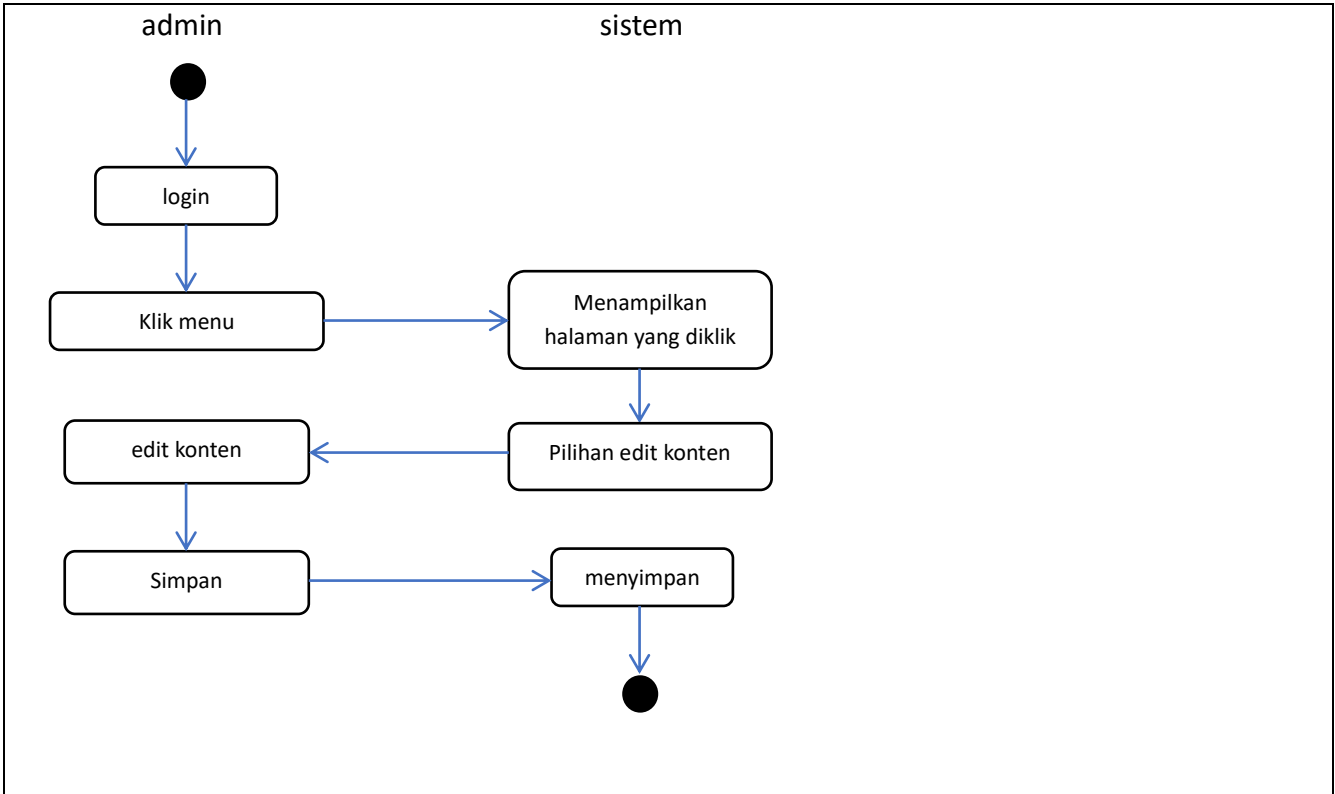 admin
sistem
login
Klik menu
Menampilkan
halaman yang diklik
edit konten
Pilihan edit konten
Simpan
menyimpan